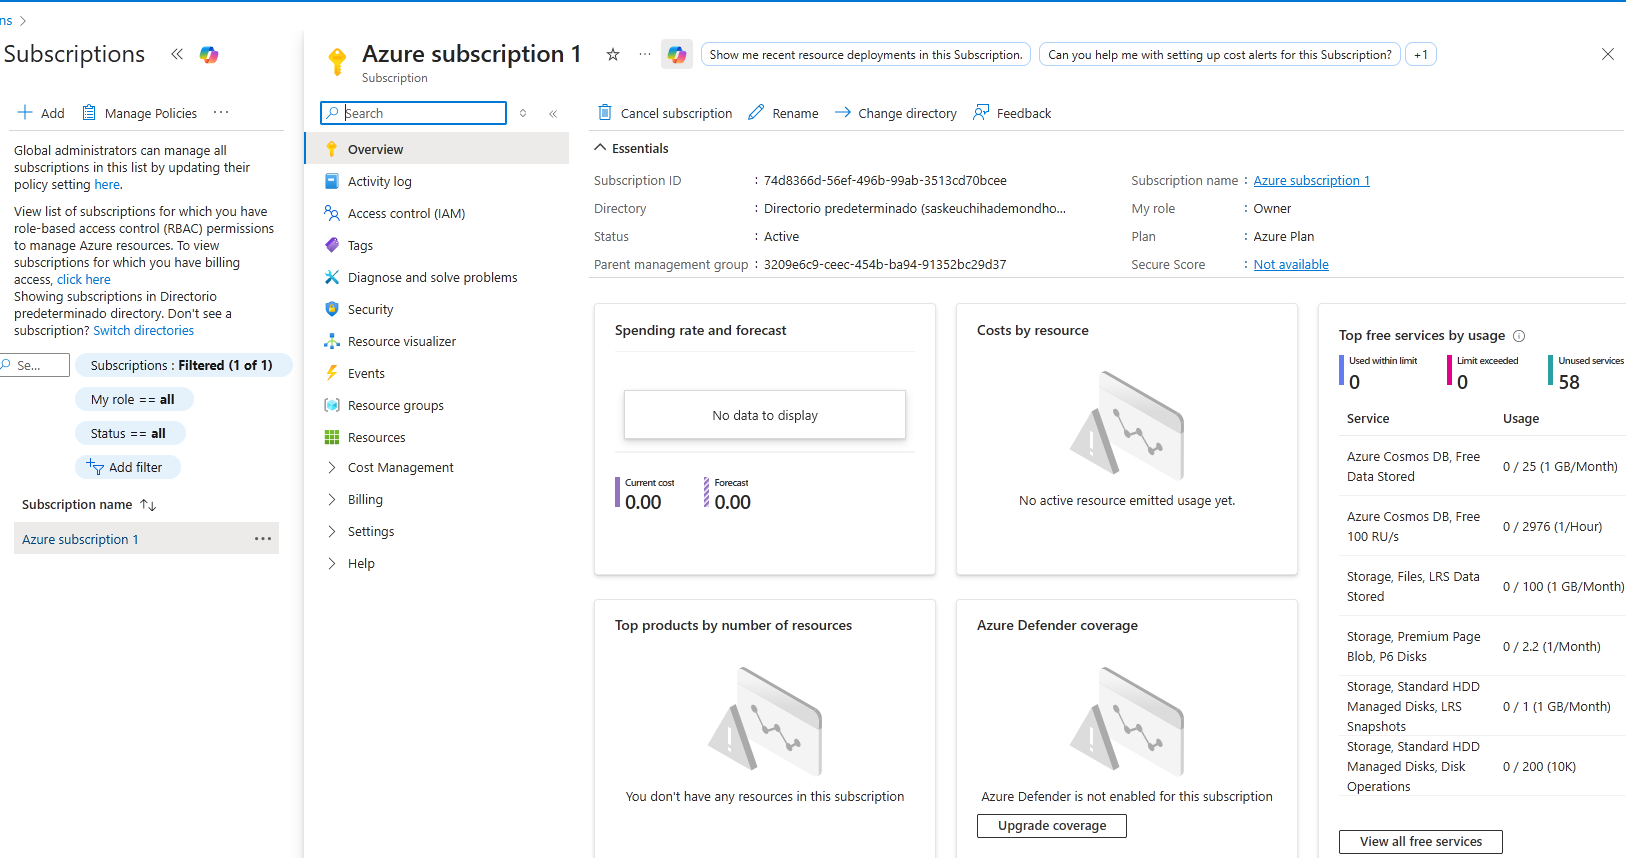 ns
Subscriptions
Add
Manage Policies
Global administrators can manage all
subscriptions in this list by updating their
policy setting here.
View list of subscriptions for which you have
role-based access control (RBAC) permissions
to manage Azure resources. To view
subscriptions for which you have billing
access, click here
Showing subscriptions in Directorio
predeterminado directory. Don't see a
subscription? Switch directories
Se...
Subscriptions : Filtered (1 of 1)
My role == all
Status == all
Add filter
Subscription name
Azure subscription 1
Azure subscription 1
Subscription
Show me recent resource deployments in this Subscription.
Can you help me with setting up cost alerts for this Subscription?
+1
Search
Overview
Activity log
Access control (IAM)
Tags
Diagnose and solve problems
Security
Resource visualizer
Events
Resource groups
Resources
Cost Management
Billing
Settings
Help
Cancel subscription
Rename
Change directory
Feedback
Essentials
Subscription ID : 74d8366d-56ef-496b-99ab-3513cd70bcee
Directory : Directorio predeterminado (saskeuchihademondho...
Status : Active
Parent management group : 3209e6c9-ceec-454b-ba94-91352bc29d37
Subscription name : Azure subscription 1
My role : Owner
Plan : Azure Plan
Secure Score : Not available
Spending rate and forecast
No data to display
Current cost
0.00
Forecast
0.00
Costs by resource
No active resource emitted usage yet.
Top free services by usage
Used within limit
0
Limit exceeded
0
Unused services
58
Service Usage
Azure Cosmos DB, Free
Data Stored
0 / 25 (1 GB/Month)
Azure Cosmos DB, Free
100 RU/s
0 / 2976 (1/Hour)
Storage, Files, LRS Data
Stored
0 / 100 (1 GB/Month)
Storage, Premium Page
Blob, P6 Disks
0 / 2.2 (1/Month)
Storage, Standard HDD
Managed Disks, LRS
Snapshots
0 / 1 (1 GB/Month)
Storage, Standard HDD
Managed Disks, Disk
Operations
0 / 200 (10K)
View all free services
Top products by number of resources
You don't have any resources in this subscription
Azure Defender coverage
Azure Defender is not enabled for this subscription
Upgrade coverage